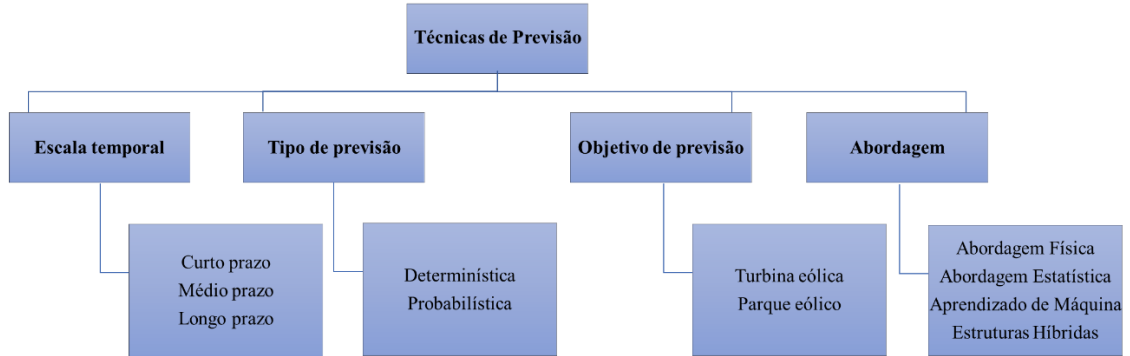 Técnicas de Previsão
Escala temporal
Tipo de previsão
Objetivo de previsão
Abordagem
Curto prazo
Médio prazo
Longo prazo
Determinística
Probabilística
Turbina eólica
Parque eólico
Abordagem Física
Abordagem Estatística
Aprendizado de Máquina
Estruturas Híbridas